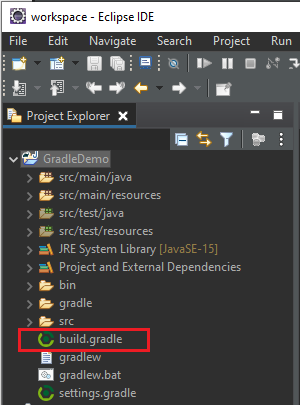 workspace - Eclipse IDE
File Edit Navigate Search Project Run
Project Explorer
GradleDemo
src/main/java
src/main/resources
src/test/java
src/test/resources
JRE System Library [JavaSE-15]
Project and External Dependencies
bin
gradle
src
build.gradle
gradlew
gradlew.bat
settings.gradle